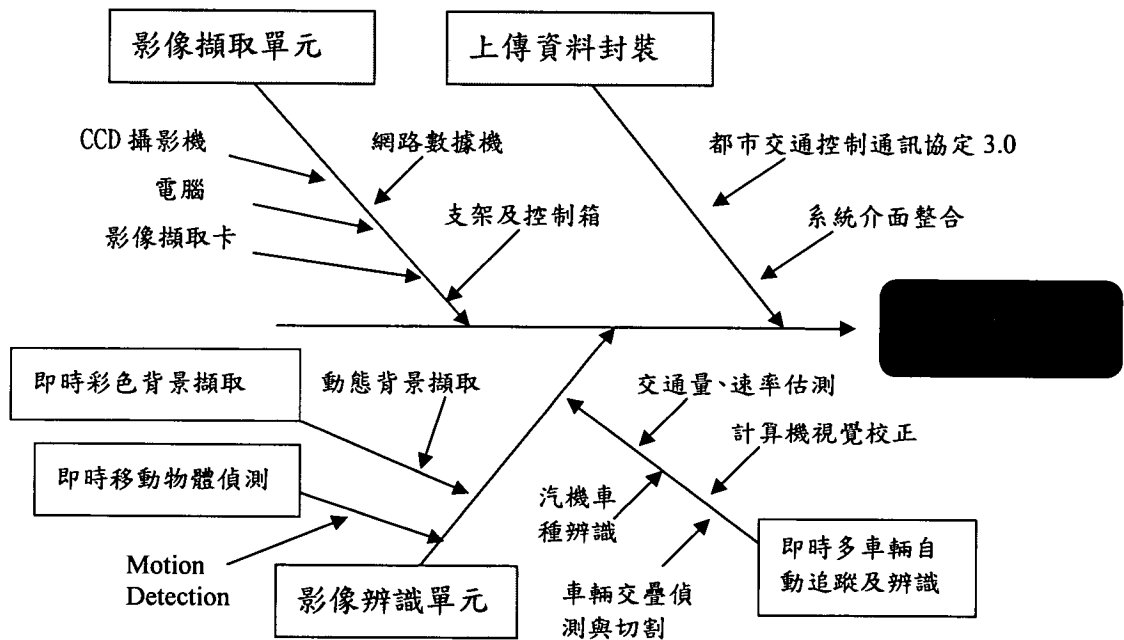 影像擷取單元
上傳資料封裝
CCD 攝影機
網路數據機
都市交通控制通訊協定 3.0
電腦
支架及控制箱
系統介面整合
影像擷取卡
即時彩色背景擷取
動態背景擷取
交通量、速率估測
計算機視覺校正
即時移動物體偵測
汽機車
種辨識
Motion
Detection
影像辨識單元
車輛交疊偵
測與切割
即時多車輛自
動追蹤及辨識